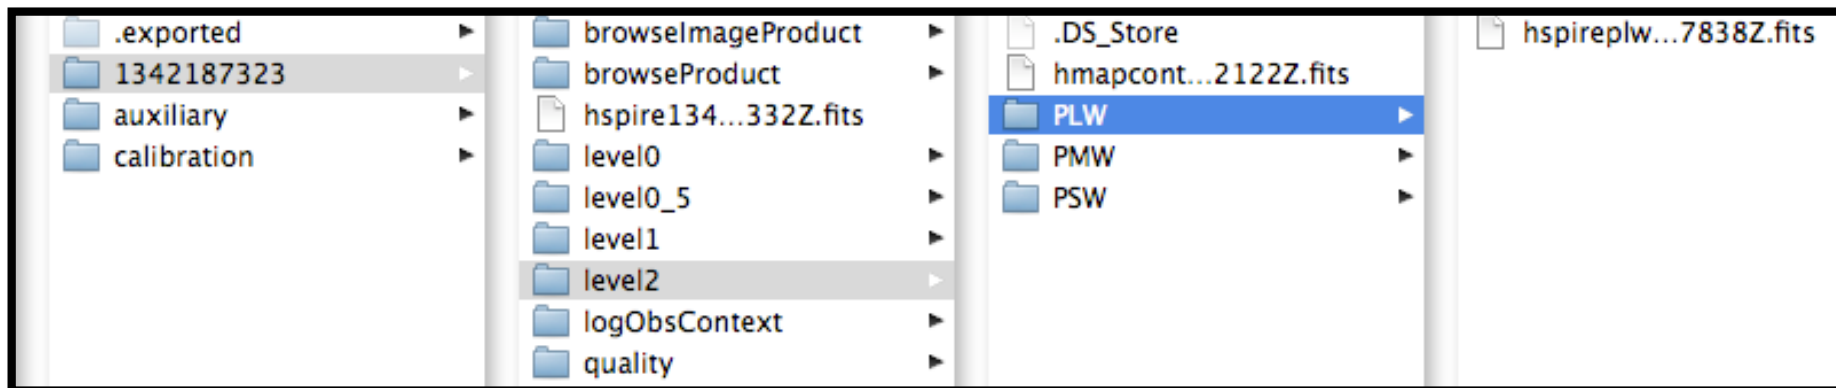 .exported
1342187323
auxiliary
calibration
browseImageProduct
browseProduct
hspire134...332Z.fits
level0
level0_5
level1
level2
logObsContext
quality
.DS_Store
hmapcont...2122Z.fits
PLW
PMW
PSW
hspireplw...7838Z.fits